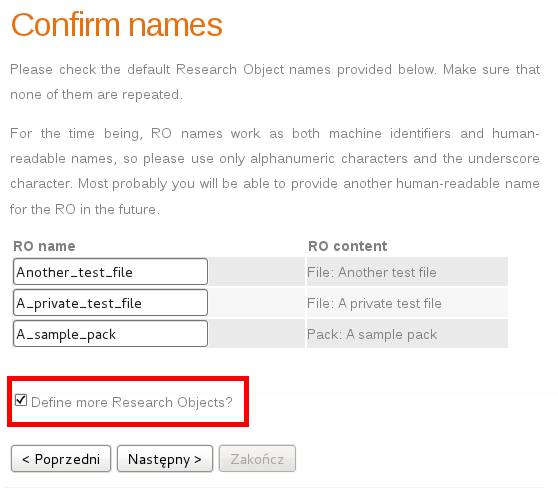 Confirm names
Please check the default Research Object names provided below. Make sure that
none of them are repeated.
For the time being, RO names work as both machine identifiers and human-
readable names, so please use only alphanumeric characters and the underscore
character. Most probably you will be able to provide another human-readable name
for the RO in the future.
RO name RO content
Another_test_file File: Another test file
A_private_test_file File: A private test file
A_sample_pack Pack: A sample pack
Define more Research Objects?
< Poprzedni Następny > Zakończ